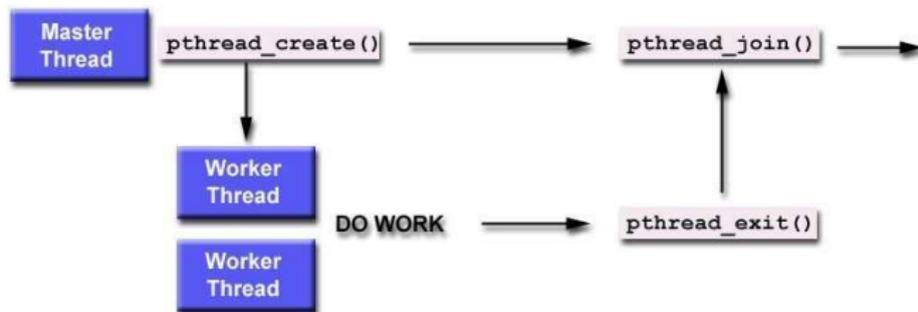 Master
Thread
pthread_create()
pthread_join()
Worker
Thread
DO WORK
pthread_exit()
Worker
Thread